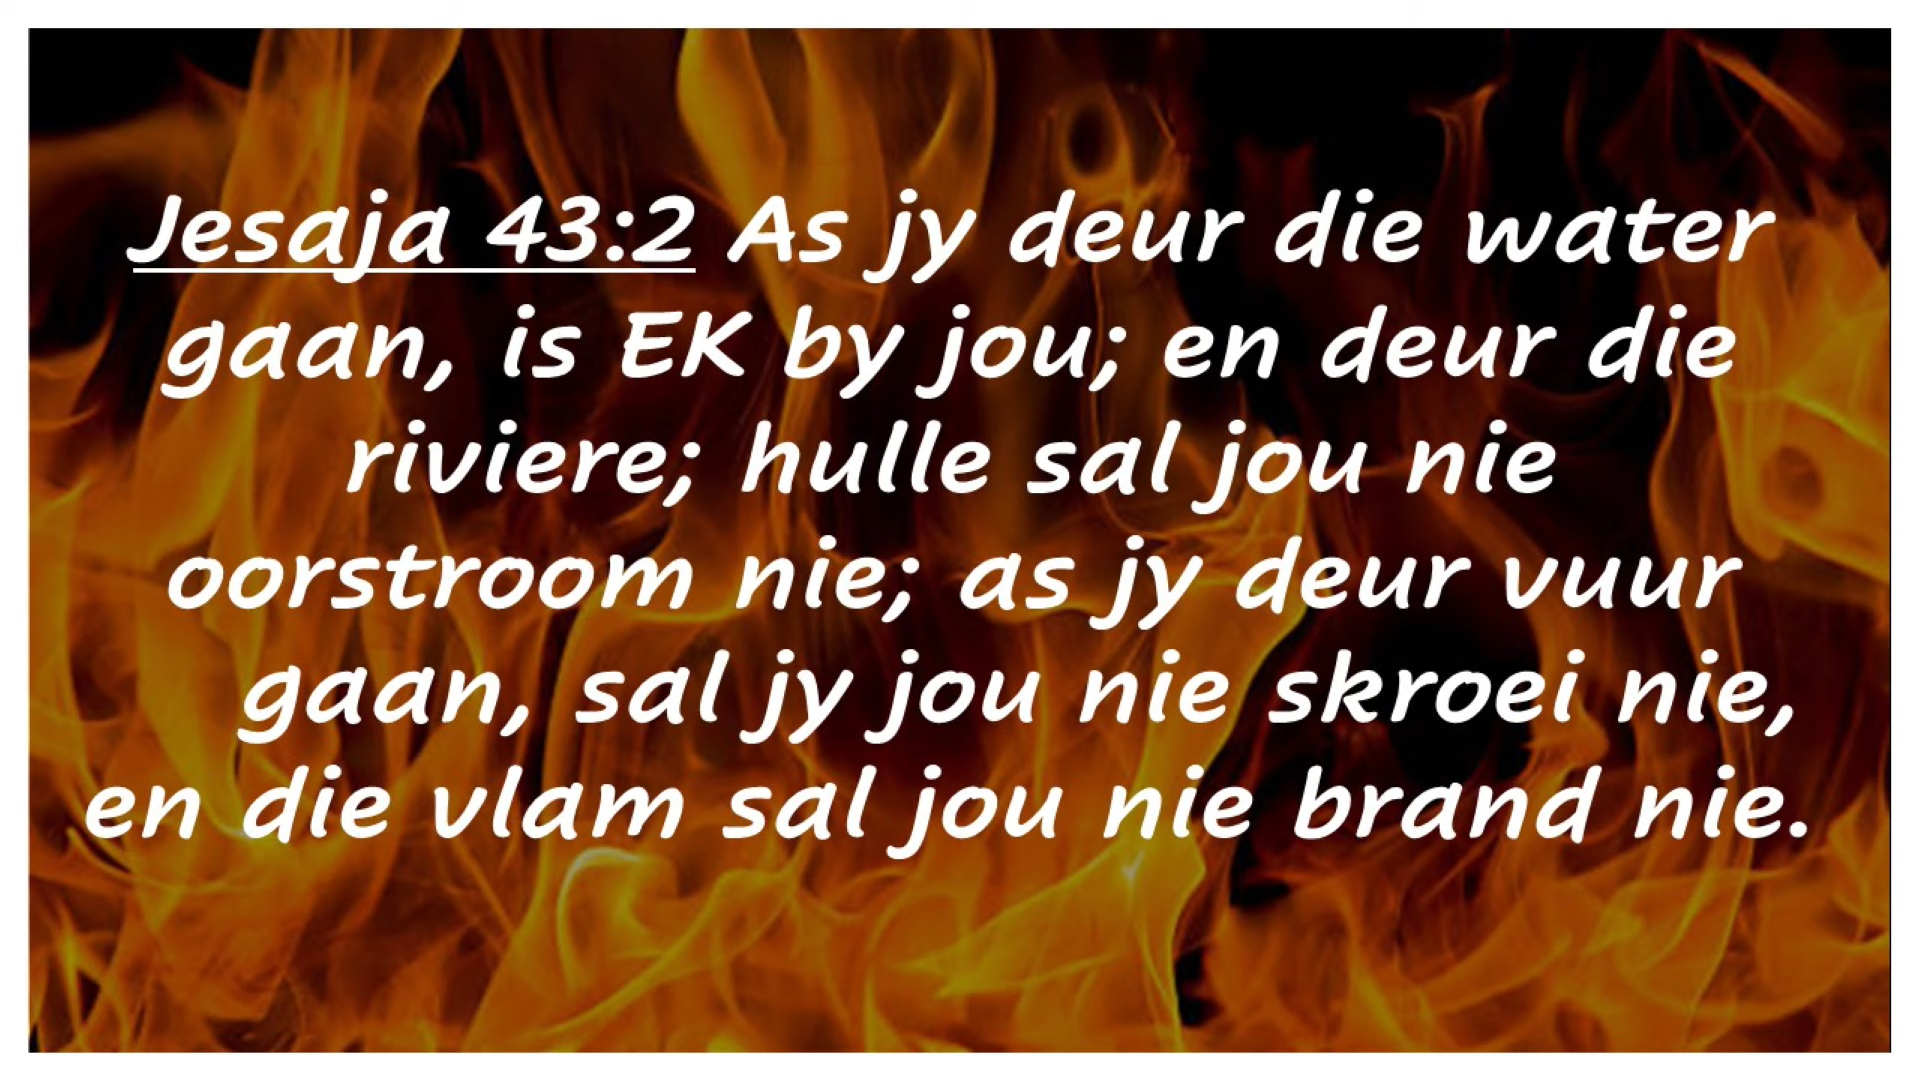 Jesaja 43:2 As jy deur die water
gaan, is EK by jou; en deur die
riviere; hulle sal jou nie
oorstroom nie; as jy deur vuur
gaan, sal jy jou nie skroei nie,
en die vlam sal jou nie brand nie.